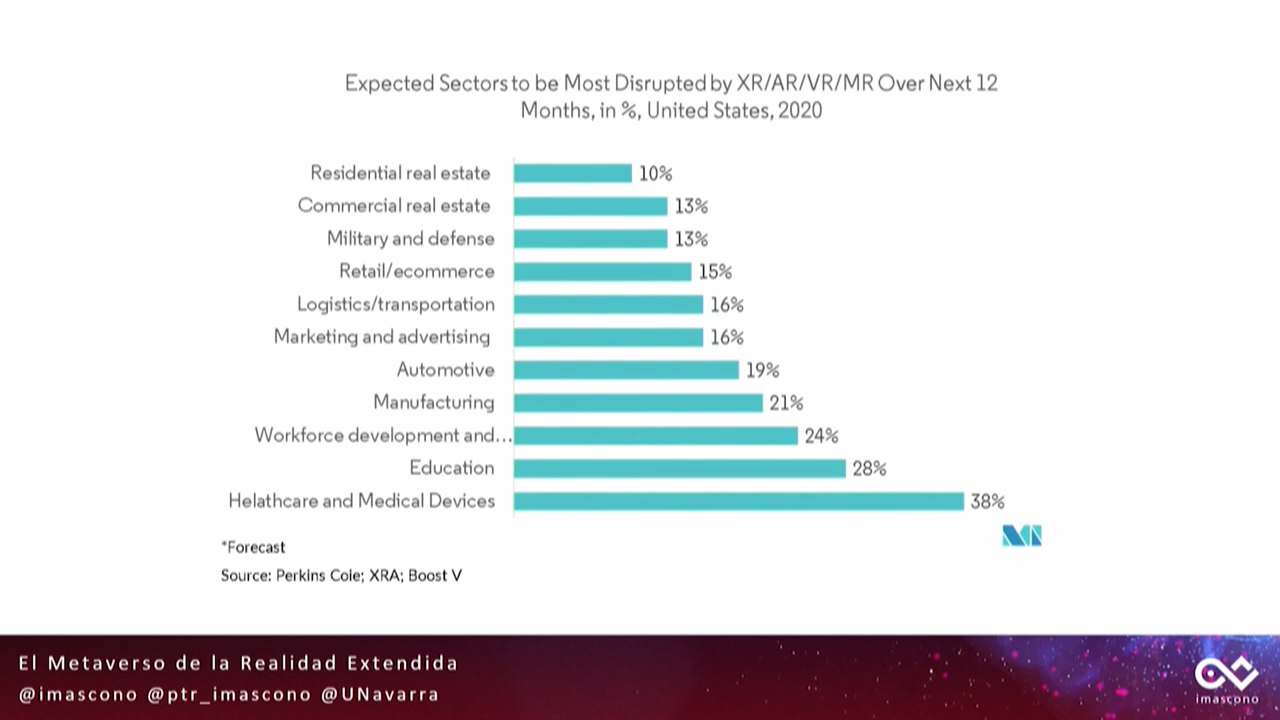 Expected Sectors to be Most Disrupted by XR/AR/VR/MR Over Next 12
Months, in %, United States, 2020
Residential real estate 10%
Commercial real estate 13%
Military and defense 13%
Retail/ecommerce 15%
Logistics/transportation 16%
Marketing and advertising 16%
Automotive 19%
Manufacturing 21%
Workforce development and... 24%
Education 28%
Helathcare and Medical Devices 38%
*Forecast
Source: Perkins Coie; XRA; Boost V
El Metaverso de la Realidad Extendida
@imascono @ptr_imascono @UNavarra
imascono